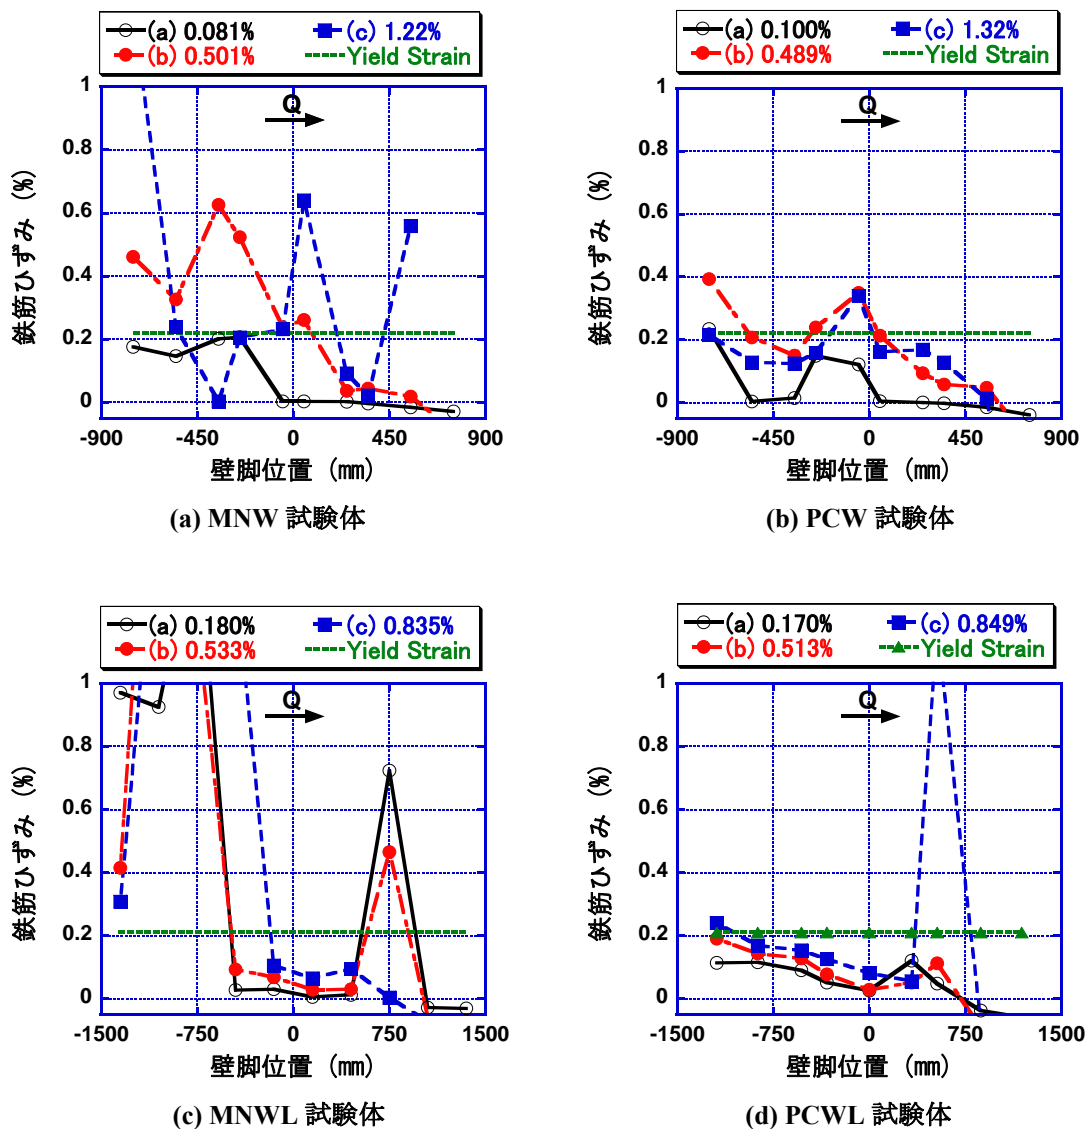 (a) 0.081% (c) 1.22%
(b) 0.501% Yield Strain
1
0.8
0.6
0.4
0.2
0
鉄筋ひずみ (%)
Q
-900 -450 0 450 900
壁脚位置 (mm)
(a) MNW 試験体
(a) 0.100% (c) 1.32%
(b) 0.489% Yield Strain
1
0.8
0.6
0.4
0.2
0
鉄筋ひずみ (%)
Q
-900 -450 0 450 900
壁脚位置 (mm)
(b) PCW 試験体
(a) 0.180% (c) 0.835%
(b) 0.533% Yield Strain
1
0.8
0.6
0.4
0.2
0
鉄筋ひずみ (%)
Q
-1500 -750 0 750 1500
壁脚位置 (mm)
(c) MNWL 試験体
(a) 0.170% (c) 0.849%
(b) 0.513% Yield Strain
1
0.8
0.6
0.4
0.2
0
鉄筋ひずみ (%)
Q
-1500 -750 0 750 1500
壁脚位置 (mm)
(d) PCWL 試験体